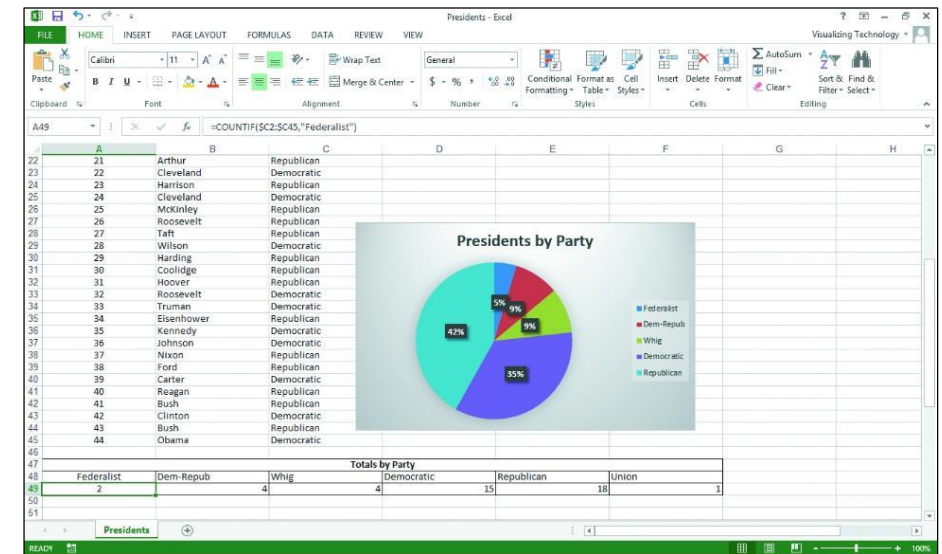 Presidents - Excel
FILE HOME INSERT PAGE LAYOUT FORMULAS DATA REVIEW VIEW Visualizing Technology
Paste
Clipboard
Calibri 11
B I U
Font
Wrap Text
Merge & Center
Alignment
General
$ % ,
Number
Conditional Formatting
Format as Table
Cell Styles
Styles
Insert Delete Format
Cells
AutoSum
Fill
Clear
Sort & Filter
Find & Select
Editing
A49 fx =COUNTIF($C2:$C45,"Federalist")
A B C D E F G H
22 21 Arthur Republican
23 22 Cleveland Democratic
24 23 Harrison Republican
25 24 Cleveland Democratic
26 25 McKinley Republican
27 26 Roosevelt Republican
28 27 Taft Republican
29 28 Wilson Democratic
30 29 Harding Republican
31 30 Coolidge Republican
32 31 Hoover Republican
33 32 Roosevelt Democratic
34 33 Truman Democratic
35 34 Eisenhower Republican
36 35 Kennedy Democratic
37 36 Johnson Democratic
38 37 Nixon Republican
39 38 Ford Republican
40 39 Carter Democratic
41 40 Reagan Republican
42 41 Bush Republican
43 42 Clinton Democratic
44 43 Bush Republican
45 44 Obama Democratic
46
47 Totals by Party
48 Federalist Dem-Repub Whig Democratic Republican Union
49 2 4 4 15 18 1
50
51
Presidents by Party
5%
9%
9%
35%
42%
Federalist
Dem-Repub
Whig
Democratic
Republican
Presidents
READY 100%